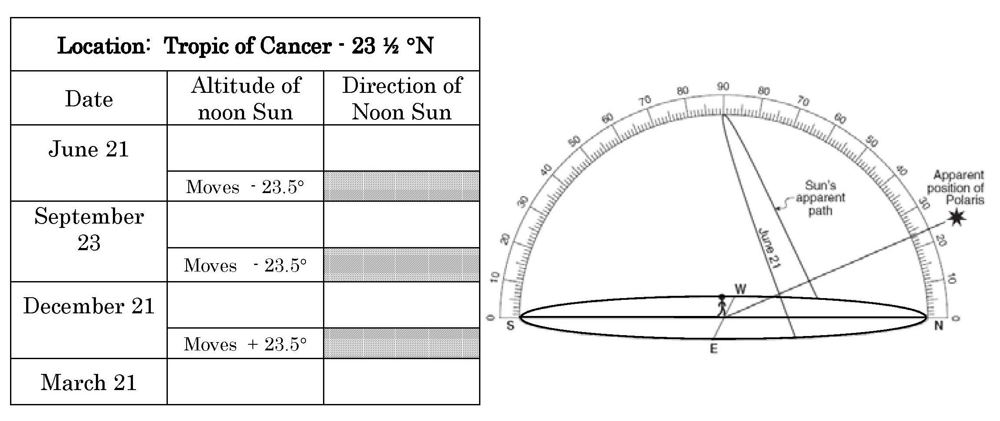 Location: Tropic of Cancer - 23 ½ °N
Date
Altitude of
noon Sun
Direction of
Noon Sun
June 21
Moves - 23.5°
September
23
Moves - 23.5°
December 21
Moves + 23.5°
March 21
0
10
20
30
40
50
60
70
80
90
80
70
60
50
40
30
20
10
0
Apparent
position of
Polaris
Sun's
apparent
path
June 21
W
S
N
E